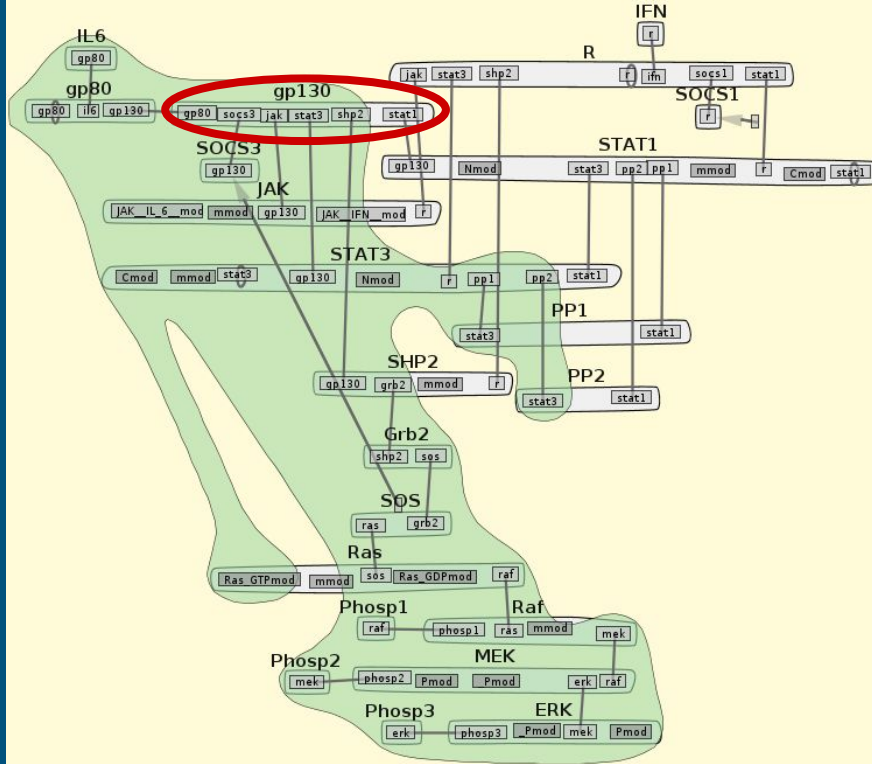 IFN
r
IL6
gp80
R
jak stat3 shp2 r ifn socs1 stat1
gp80
gp80 il6 gp130
gp130
gp80 socs3 jak stat3 shp2 stat1
SOCS1
r
SOCS3
gp130
STAT1
gp130 Nmod stat3 pp2 pp1 mmod r Cmod stat1
JAK
JAK__IL_6__mod mmod gp130 JAK__IFN__mod r
STAT3
Cmod mmod stat3 gp130 Nmod r pp1 pp2 stat1
PP1
stat3 stat1
SHP2
gp130 grb2 mmod r
PP2
stat3 stat1
Grb2
shp2 sos
SOS
ras grb2
Ras
Ras_GTPmod mmod sos Ras_GDPmod raf
Phosp1
raf
Raf
phosp1 ras mmod mek
Phosp2
mek
MEK
phosp2 Pmod _Pmod erk raf
Phosp3
erk
ERK
phosp3 _Pmod mek Pmod